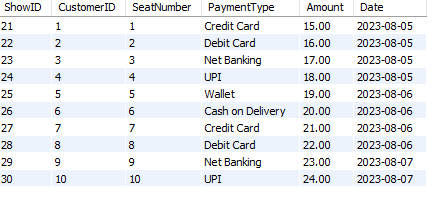 ShowID CustomerID SeatNumber PaymentType Amount Date
21 1 1 Credit Card 15.00 2023-08-05
22 2 2 Debit Card 16.00 2023-08-05
23 3 3 Net Banking 17.00 2023-08-05
24 4 4 UPI 18.00 2023-08-05
25 5 5 Wallet 19.00 2023-08-06
26 6 6 Cash on Delivery 20.00 2023-08-06
27 7 7 Credit Card 21.00 2023-08-06
28 8 8 Debit Card 22.00 2023-08-06
29 9 9 Net Banking 23.00 2023-08-07
30 10 10 UPI 24.00 2023-08-07